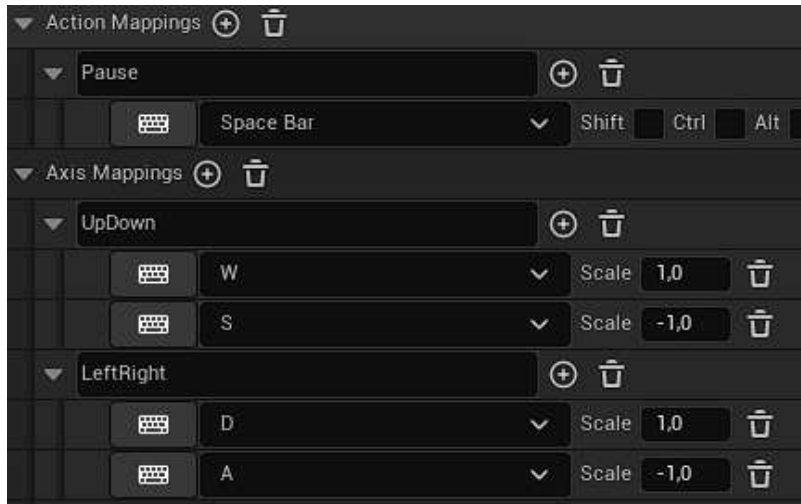 Action Mappings
Pause
Space Bar Shift Ctrl Alt
Axis Mappings
UpDown
W Scale 1,0
S Scale -1,0
LeftRight
D Scale 1,0
A Scale -1,0